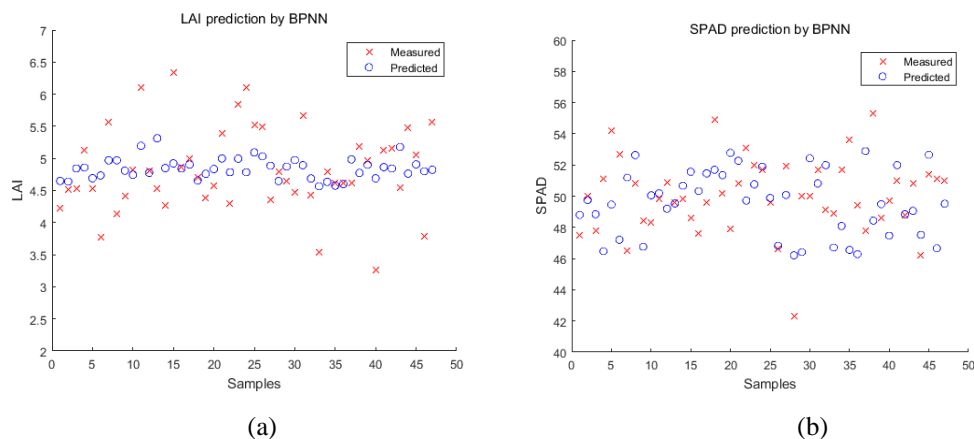 LAI prediction by BPNN
7
6.5
6
5.5
5
4.5
4
3.5
3
2.5
2
LAI
Measured
Predicted
0 5 10 15 20 25 30 35 40 45 50
Samples
(a)
SPAD prediction by BPNN
60
58
56
54
52
50
48
46
44
42
40
SPAD
Measured
Predicted
0 5 10 15 20 25 30 35 40 45 50
Samples
(b)